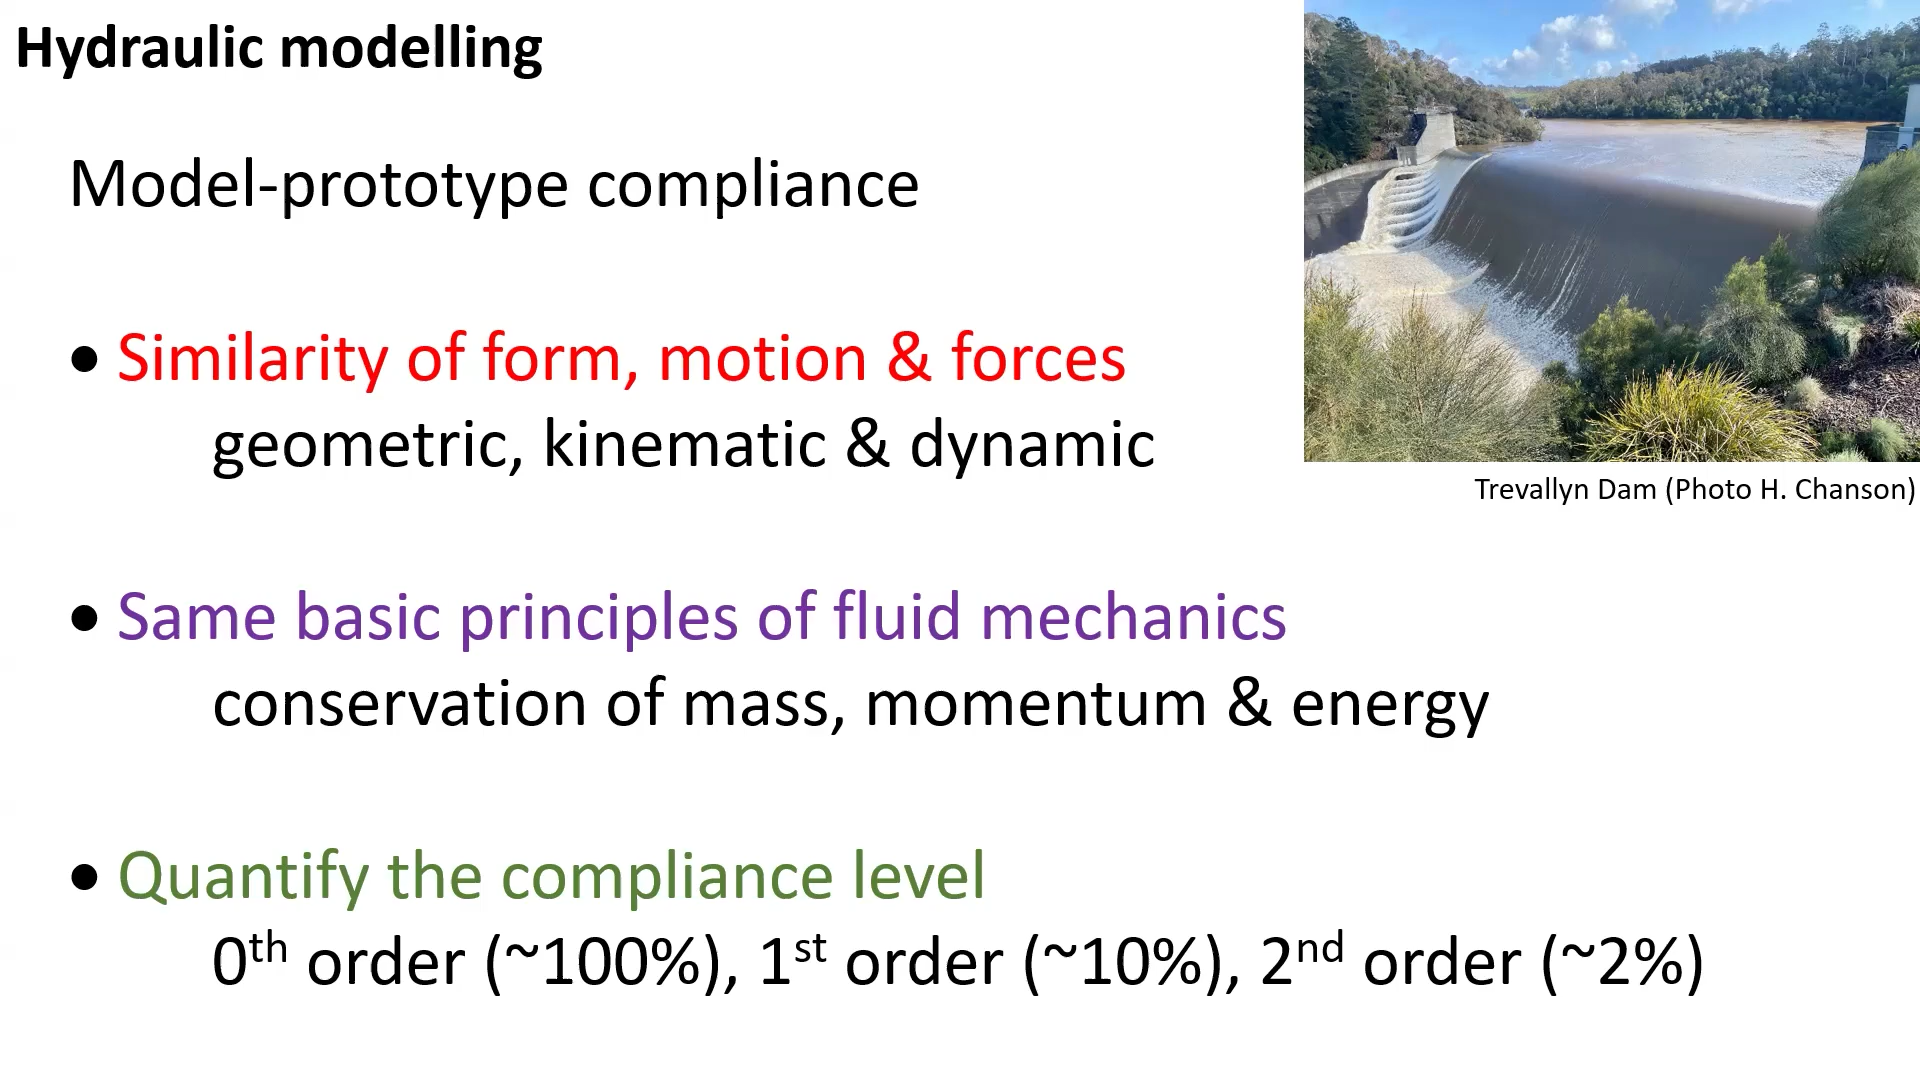 Hydraulic modelling
Model-prototype compliance
• Similarity of form, motion & forces
geometric, kinematic & dynamic
Trevallyn Dam (Photo H. Chanson)
• Same basic principles of fluid mechanics
conservation of mass, momentum & energy
• Quantify the compliance level
0th order (~100%), 1st order (~10%), 2nd order (~2%)